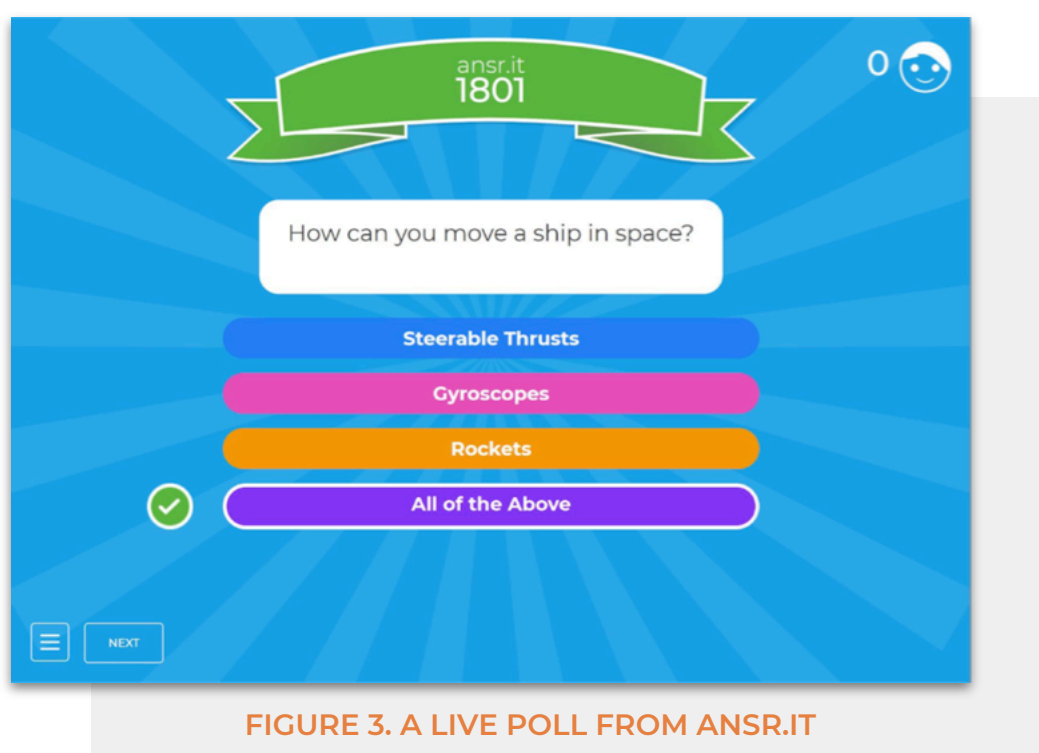 ansr.it
1801
0
How can you move a ship in space?
Steerable Thrusts
Gyroscopes
Rockets
All of the Above
NEXT
FIGURE 3. A LIVE POLL FROM ANSR.IT